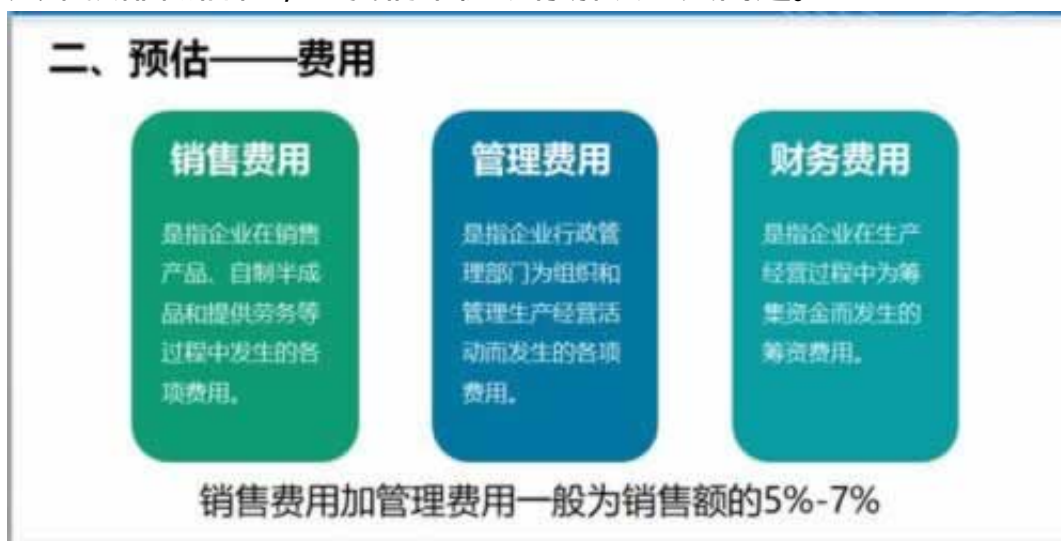 二、预估——费用
销售费用
管理费用
财务费用
是指企业在销售
产品、自制半成
品和提供劳务等
过程中发生的各
项费用。
是指企业行政管
理部门为组织和
管理生产经营活
动而发生的各项
费用。
是指企业在生产
经营过程中为筹
集资金而发生的
筹资费用。
销售费用加管理费用一般为销售额的5%-7%